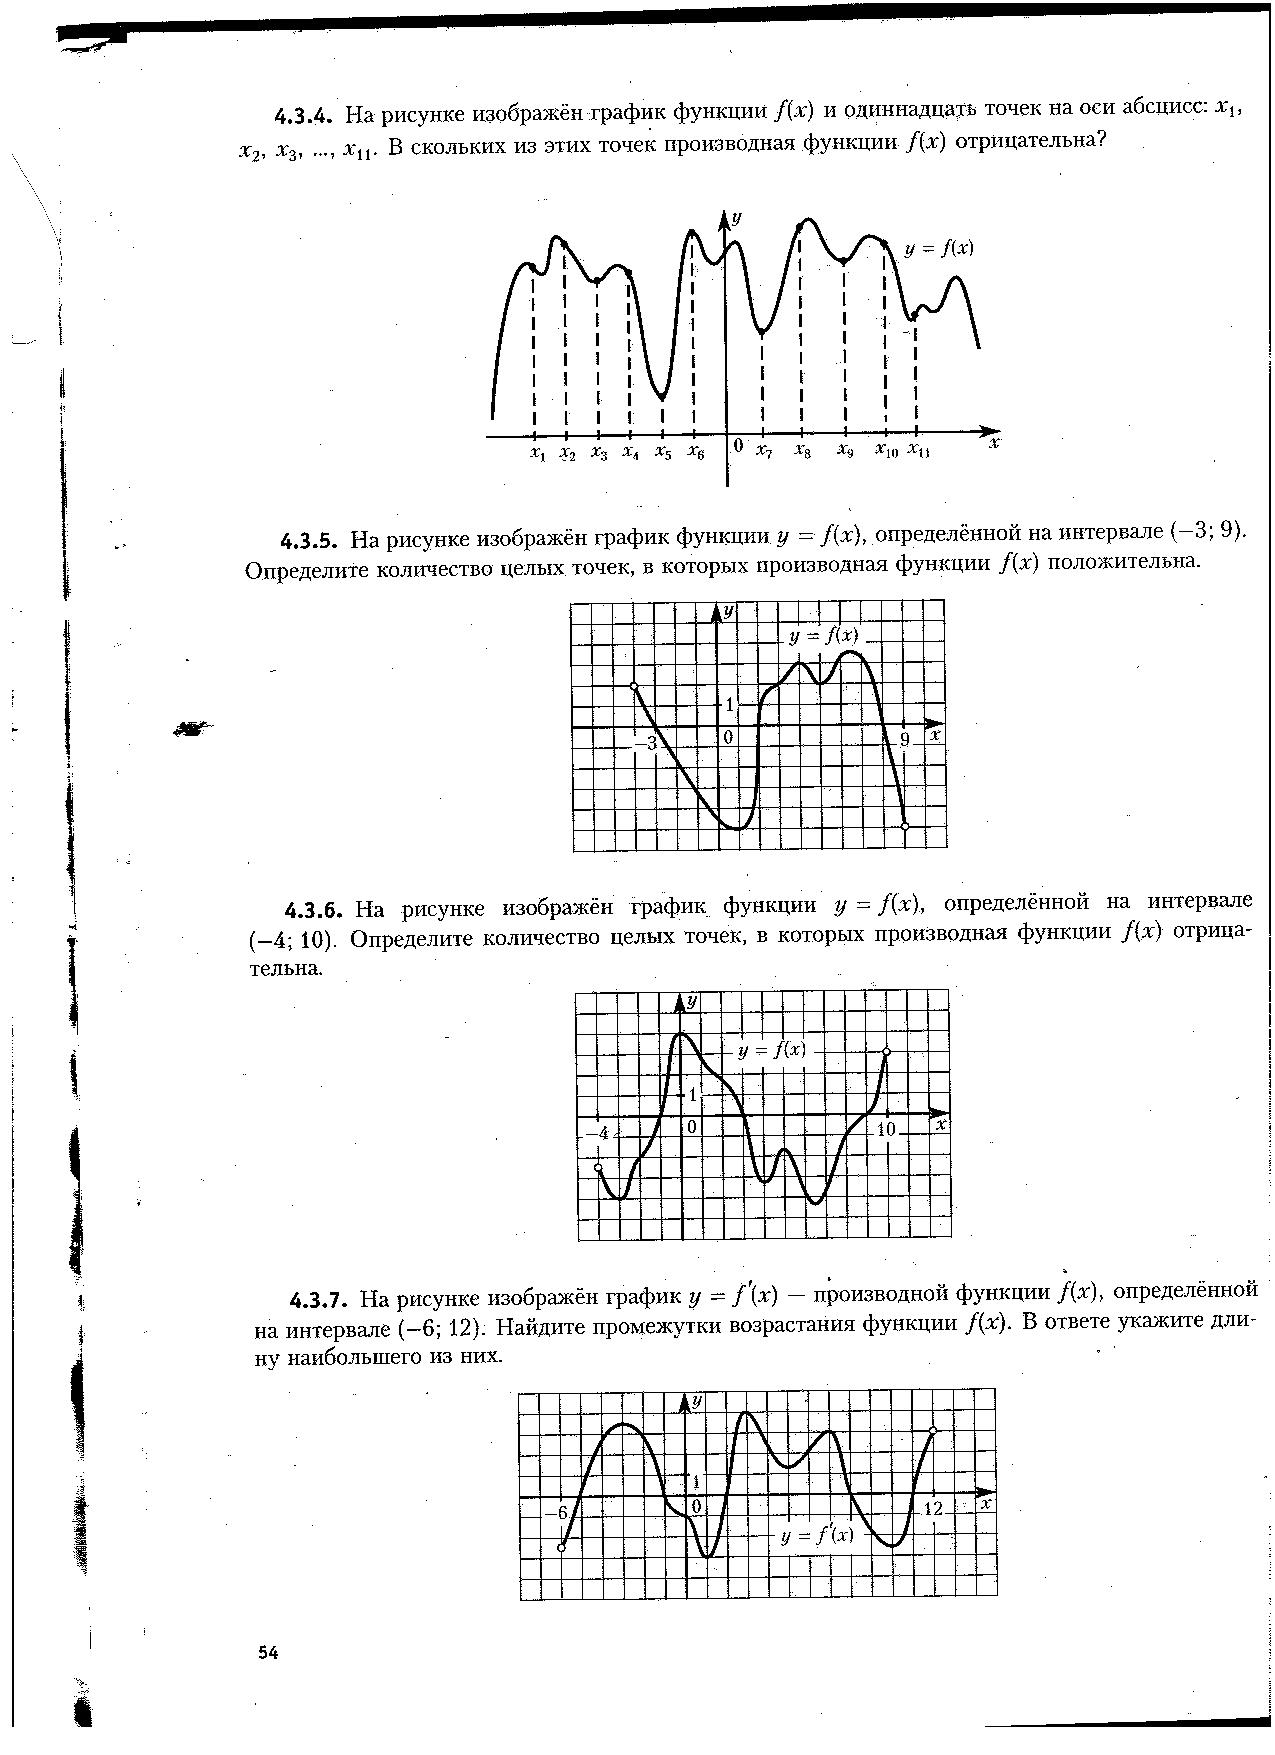 4.3.4. На рисунке изображён график функции f(x) и одиннадцать точек на оси абсцисс: x₁,
x₂, x₃, ..., x₁₁. В скольких из этих точек производная функции f(x) отрицательна?
y
y = f(x)
x₁ x₂ x₃ x₄ x₅ x₆ 0 x₇ x₈ x₉ x₁₀ x₁₁ x
4.3.5. На рисунке изображён график функции y = f(x), определённой на интервале (−3; 9).
Определите количество целых точек, в которых производная функции f(x) положительна.
y
y = f(x)
1
−3 0 9 x
4.3.6. На рисунке изображён график функции y = f(x), определённой на интервале
(−4; 10). Определите количество целых точек, в которых производная функции f(x) отрица-
тельна.
y
y = f(x)
1
−4 0 10 x
4.3.7. На рисунке изображён график y = f′(x) — производной функции f(x), определённой
на интервале (−6; 12). Найдите промежутки возрастания функции f(x). В ответе укажите дли-
ну наибольшего из них.
y
1
−6 0 12 x
y = f′(x)
54